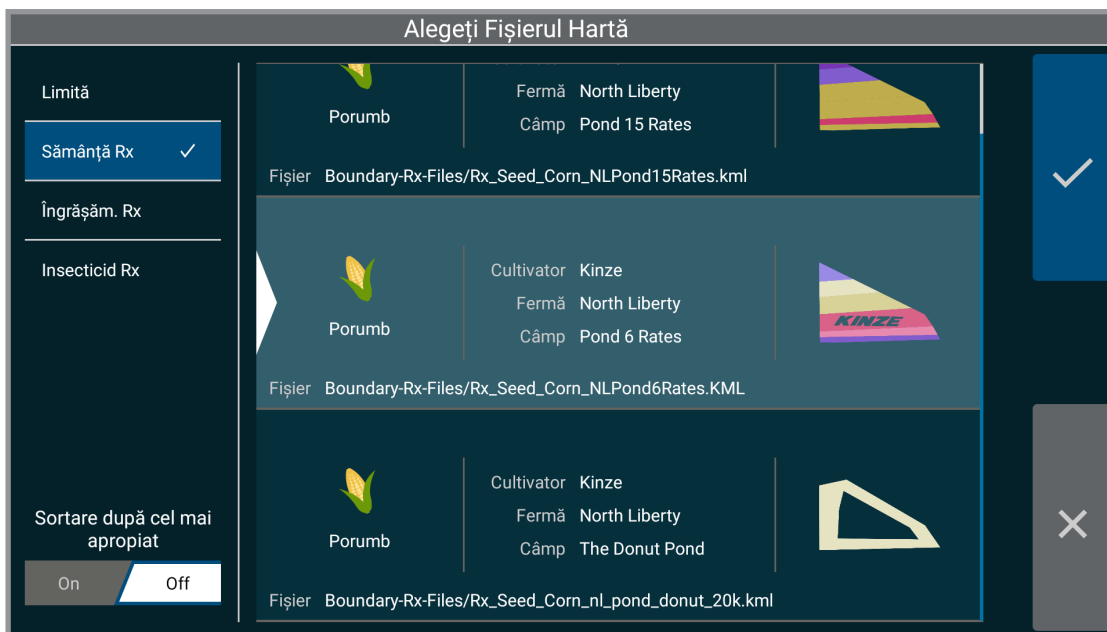 Alegeți Fișierul Hartă
Limită
Sămânță Rx
Îngrășăm. Rx
Insecticid Rx
Sortare după cel mai
apropiat
On Off
Porumb
Fermă North Liberty
Câmp Pond 15 Rates
Fișier Boundary-Rx-Files/Rx_Seed_Corn_NLPond15Rates.kml
Porumb
Cultivator Kinze
Fermă North Liberty
Câmp Pond 6 Rates
KINZE
Fișier Boundary-Rx-Files/Rx_Seed_Corn_NLPond6Rates.KML
Porumb
Cultivator Kinze
Fermă North Liberty
Câmp The Donut Pond
Fișier Boundary-Rx-Files/Rx_Seed_Corn_nl_pond_donut_20k.kml